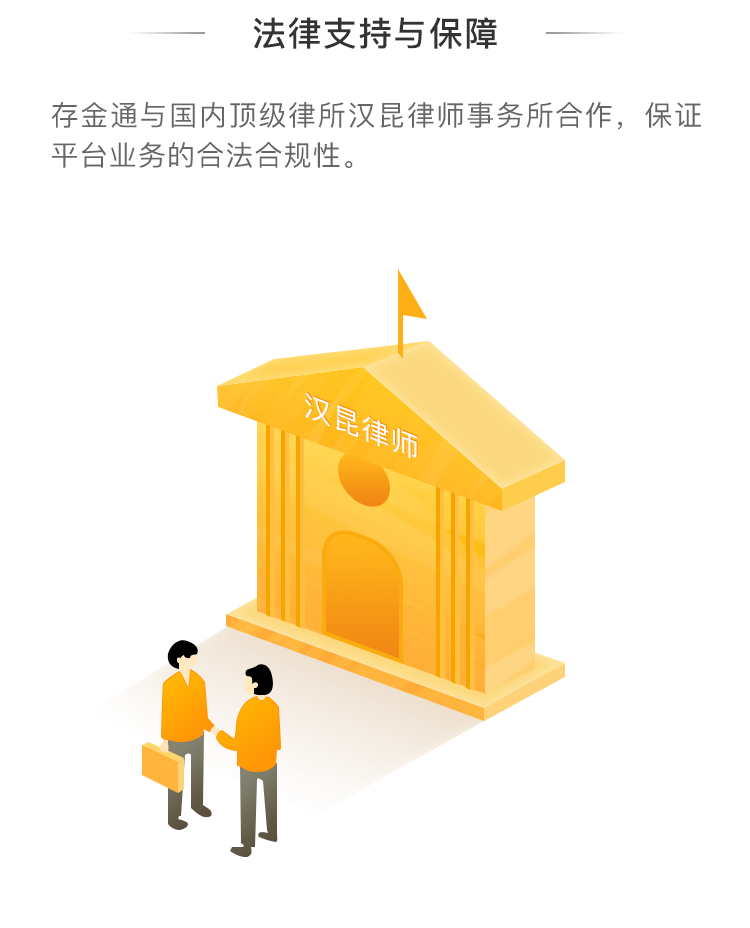 法律支持与保障
存金通与国内顶级律所汉昆律师事务所合作，保证
平台业务的合法合规性。
汉昆律师